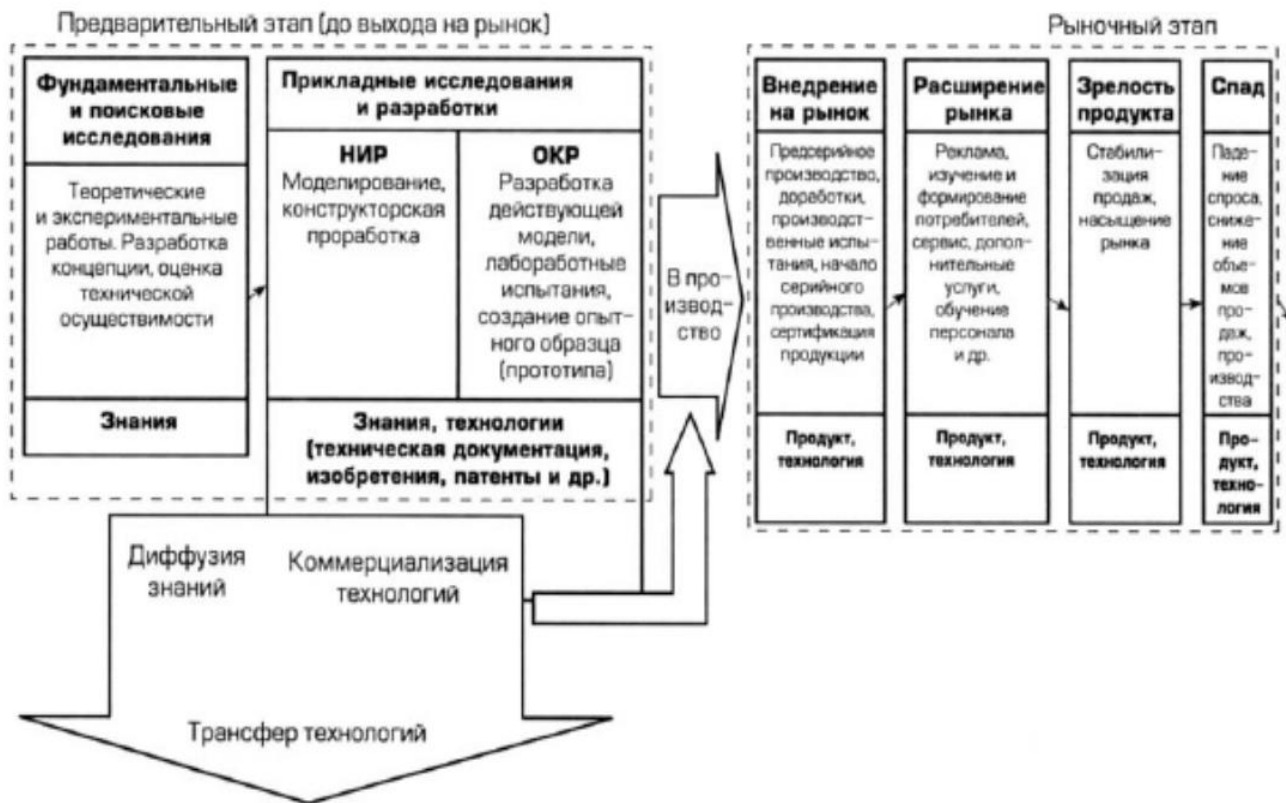 Предварительный этап (до выхода на рынок)
Фундаментальные
и поисковые
исследования
Теоретические
и экспериментальные
работы. Разработка
концепции, оценка
технической
осуществимости
Знания
Прикладные исследования
и разработки
НИР
Моделирование,
конструкторская
проработка
ОКР
Разработка
действующей
модели,
лабоработные
испытания,
создание опыт-
ного образца
(прототипа)
Знания, технологии
(техническая документация,
изобретения, патенты и др.)
Диффузия
знаний
Коммерциализация
технологий
Трансфер технологий
В про-
извод-
ство
Рыночный этап
Внедрение
на рынок
Предсерийное
производство,
доработки,
производст-
венные испы-
тания, начало
серийного
производства,
сертификация
продукции
Продукт,
технология
Расширение
рынка
Реклама,
изучение и
формирование
потребителей,
сервис, допол-
нительные
услуги,
обучение
персонала
и др.
Продукт,
технология
Зрелость
продукта
Стабили-
зация
продаж,
насыщение
рынка
Продукт,
технология
Спад
Паде-
ние
спроса,
сниже-
ние
объе-
мов
про-
даж,
про-
извод-
ства
Про-
дукт,
техно-
логия